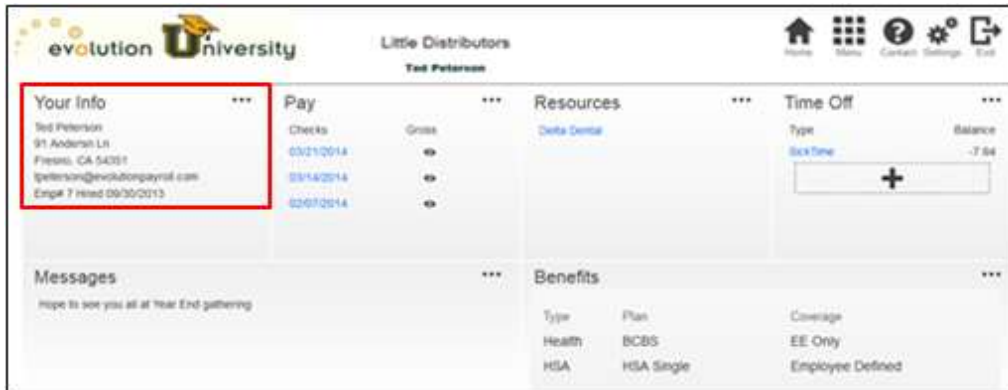 evolution University
Little Distributors
Ted Peterson
Home Menu Contact Settings Exit
Your Info
Ted Peterson
91 Andersn Ln
Fresno, CA 54351
tpeterson@evolutionpayroll.com
Emp# 7 Hired 09/30/2013
Pay
Checks Gross
03/21/2014
03/14/2014
02/07/2014
Resources
Delta Dental
Time Off
Type Balance
SickTime -7.64
Messages
Hope to see you all at Year End gathering
Benefits
Type Plan Coverage
Health BCBS EE Only
HSA HSA Single Employee Defined